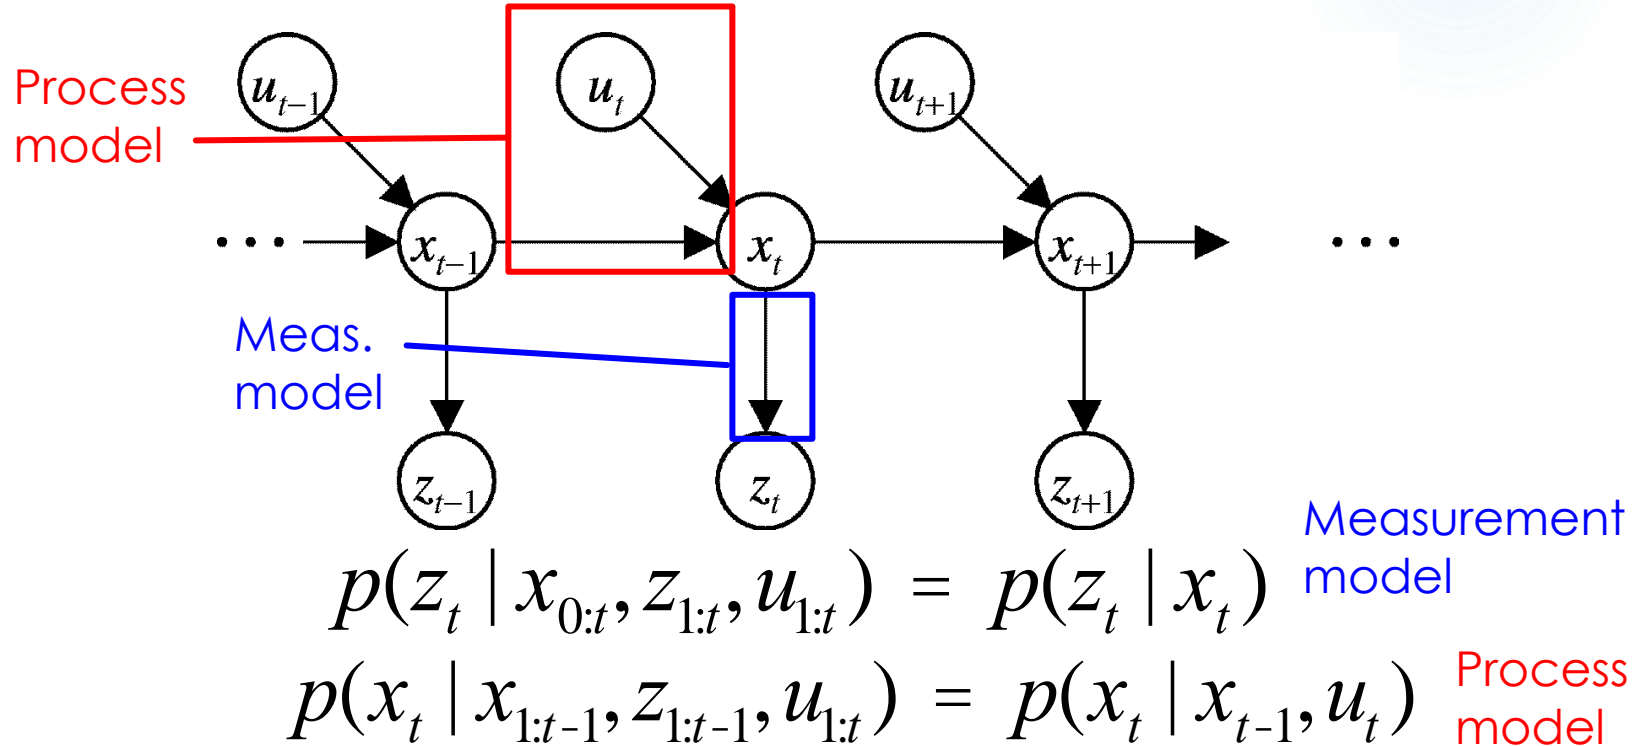 Process
model
u_{t-1}
u_t
u_{t+1}
...
x_{t-1}
x_t
x_{t+1}
...
Meas.
model
z_{t-1}
z_t
z_{t+1}
p(z_t | x_{0:t}, z_{1:t}, u_{1:t}) = p(z_t | x_t)
Measurement
model
p(x_t | x_{1:t-1}, z_{1:t-1}, u_{1:t}) = p(x_t | x_{t-1}, u_t)
Process
model